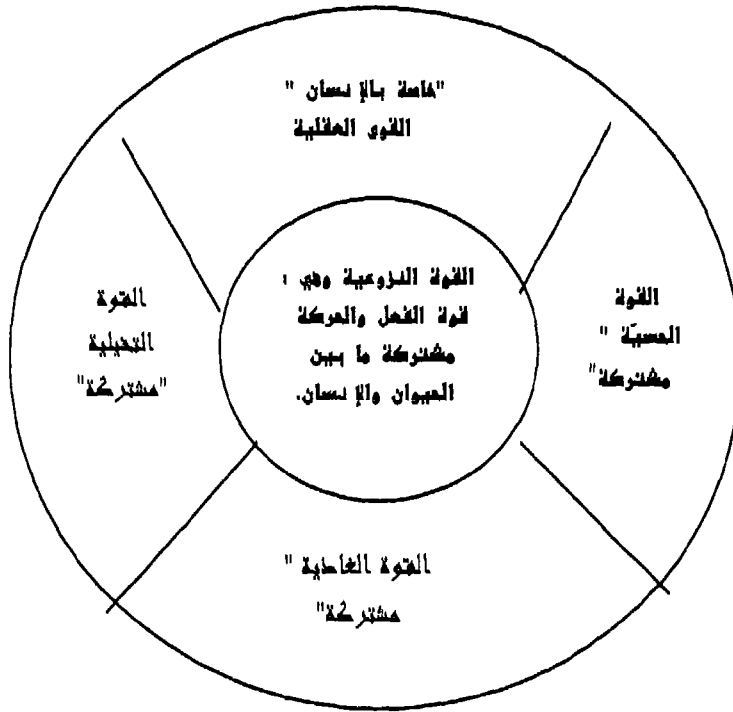 "خاصة بالإنسان"
القوى العقلية
القوة
الحسيّة "
مشتركة"
القوة النزوعية وهي :
قوة الفعل والحركة
مشتركة ما بين
الحيوان والإنسان.
القوة
التخيلية
"مشتركة"
القوة الغاذية "
مشتركة"